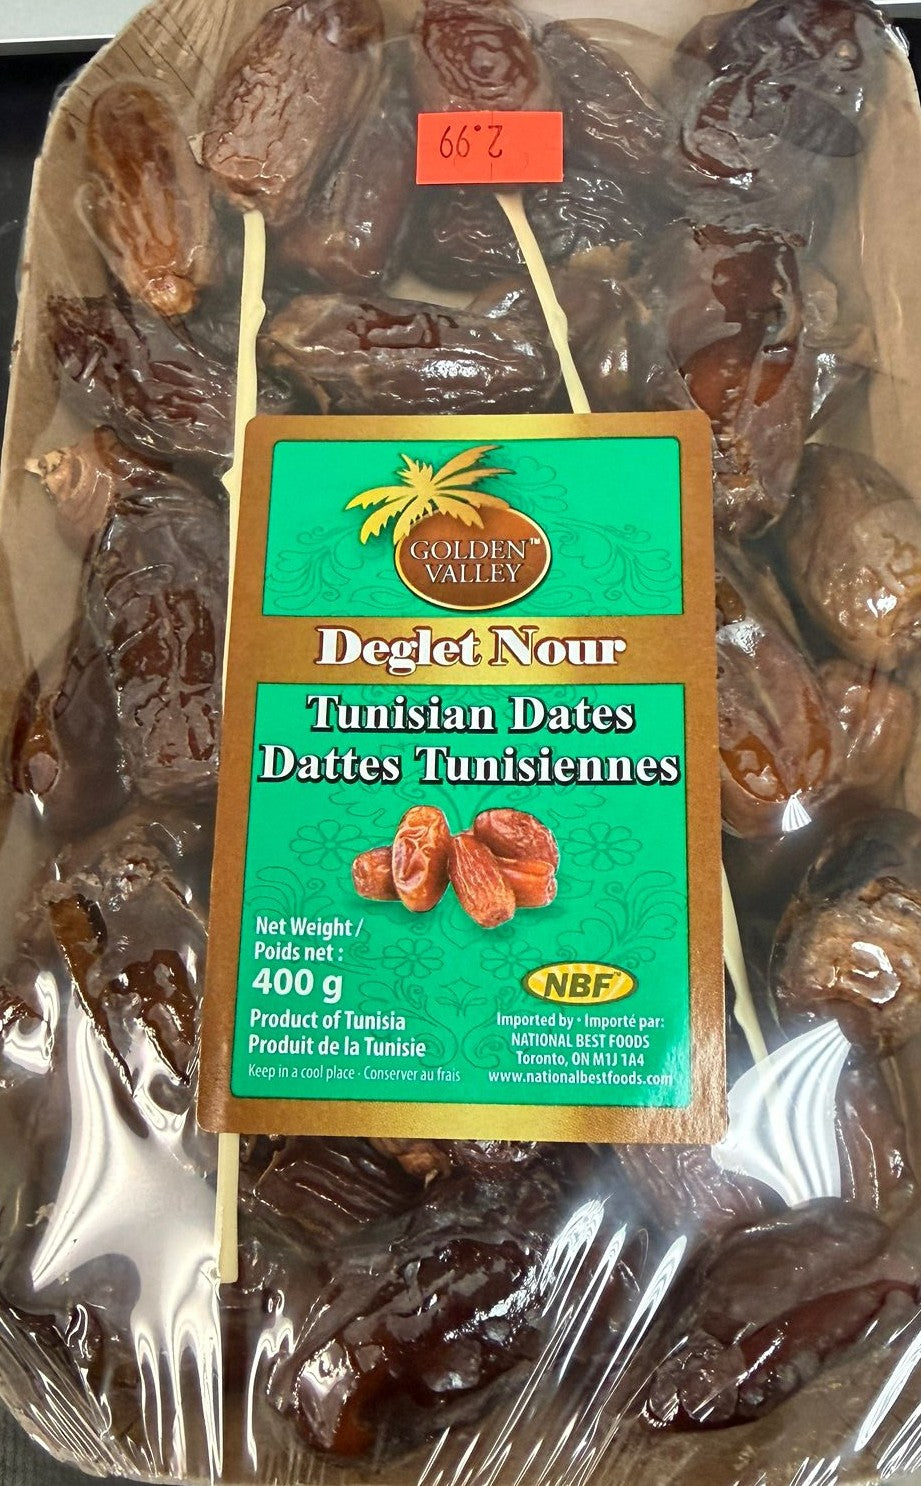 2.99
GOLDEN™
VALLEY
Deglet Nour
Tunisian Dates
Dattes Tunisiennes
Net Weight /
Poids net :
400 g
Product of Tunisia
Produit de la Tunisie
Keep in a cool place · Conserver au frais
NBF™
Imported by • Importé par:
NATIONAL BEST FOODS
Toronto, ON M1J 1A4
www.nationalbestfoods.com